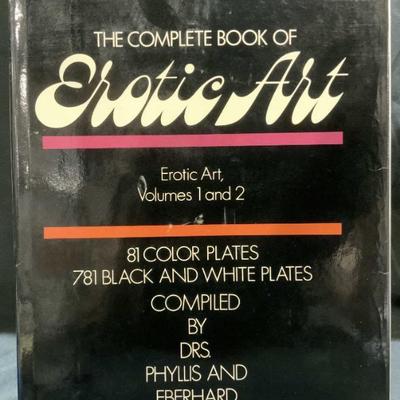 THE COMPLETE BOOK OF
Erotic Art
Erotic Art,
Volumes 1 and 2
81 COLOR PLATES
781 BLACK AND WHITE PLATES
COMPILED
BY
DRS.
PHYLLIS AND
EBERHARD